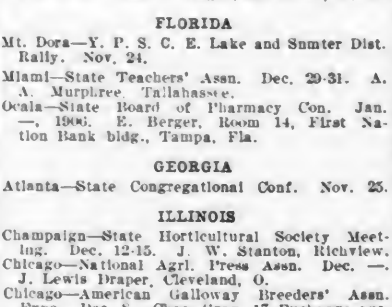 FLORIDA
Mt. Dora—Y. P. S. C. E. Lake and Sumter Dist.
Rally. Nov. 24.
Miami—State Teachers' Assn. Dec. 29-31. A.
A. Murphree, Tallahassee.
Ocala—State Board of Pharmacy Con. Jan.
—, 1906. E. Berger, Room 14, First Na-
tion Bank bldg., Tampa, Fla.
GEORGIA
Atlanta—State Congregational Conf. Nov. 25.
ILLINOIS
Champaign—State Horticultural Society Meet-
ing. Dec. 12-15. J. W. Stanton, Richview.
Chicago—National Agrl. Press Assn. Dec. —.
J. Lewis Draper, Cleveland, O.
Chicago—American Galloway Breeders' Assn